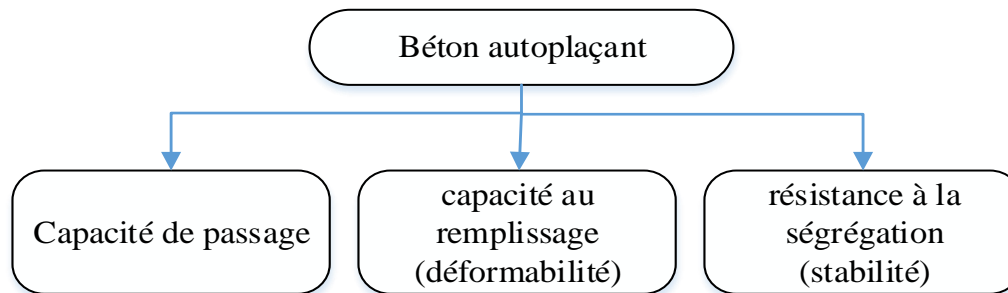 Béton autoplaçant
Capacité de passage
capacité au
remplissage
(déformabilité)
résistance à la
ségrégation
(stabilité)